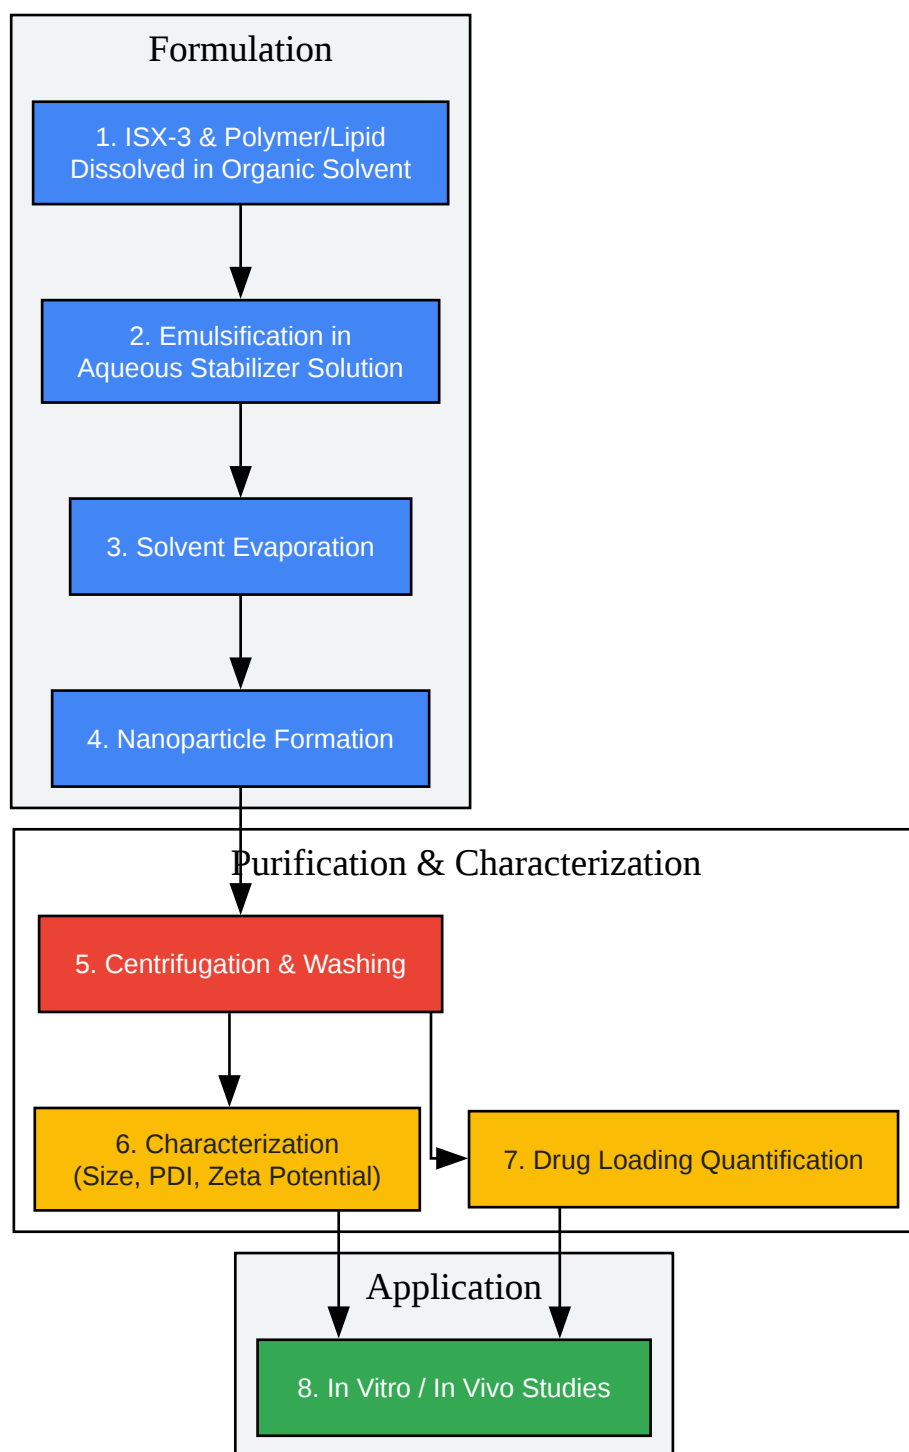 Formulation
1. ISX-3 & Polymer/Lipid
Dissolved in Organic Solvent
2. Emulsification in
Aqueous Stabilizer Solution
3. Solvent Evaporation
4. Nanoparticle Formation
Purification & Characterization
5. Centrifugation & Washing
6. Characterization
(Size, PDI, Zeta Potential)
7. Drug Loading Quantification
Application
8. In Vitro / In Vivo Studies